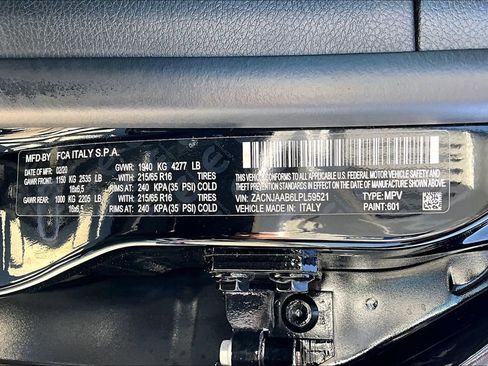 MFD BY FCA ITALY S.P.A.
DATE OF MFR 02/20 GVWR 1940 KG 4277 LB
GAWR FRONT: 1150 KG 2535 LB WITH 215/65 R16
16x6,5 TIRES AT 240 KPA(35 PSI) COLD
GAWR REAR: 1000 KG 2205 LB WITH 215/65 R16
16x6,5 TIRES AT 240 KPA(35 PSI) COLD
THIS VEHICLE CONFORMS TO ALL APPLICABLE U.S. FEDERAL MOTOR VEHICLE
SAFETY, BUMPER AND THEFT PREVENTION STANDARDS IN EFFECT ON THE DATE OF MANUFACTURE SHOWN ABOVE
VIN: ZACNJAAB6LPL59521 TYPE: MPV
VEHICLE MADE IN: ITALY PAINT: 601